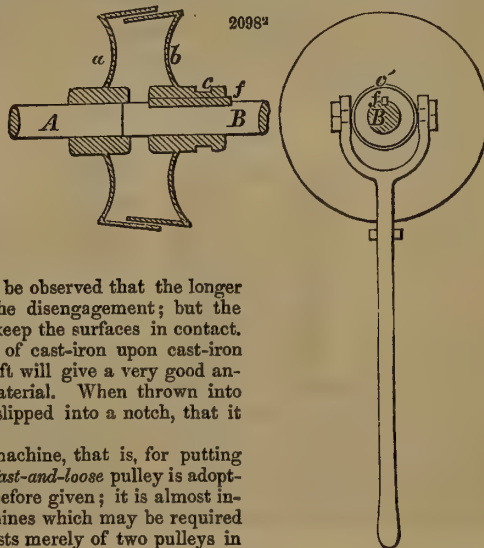 2098²
a
b
c
f
A
B
c'
f
B
be observed that the longer
he disengagement; but the
keep the surfaces in contact.
of cast-iron upon cast-iron
ft will give a very good an-
aterial. When thrown into
slipped into a notch, that it
machine, that is, for putting
ast-and-loose pulley is adopt-
efore given; it is almost in-
ines which may be required
sts merely of two pulleys in